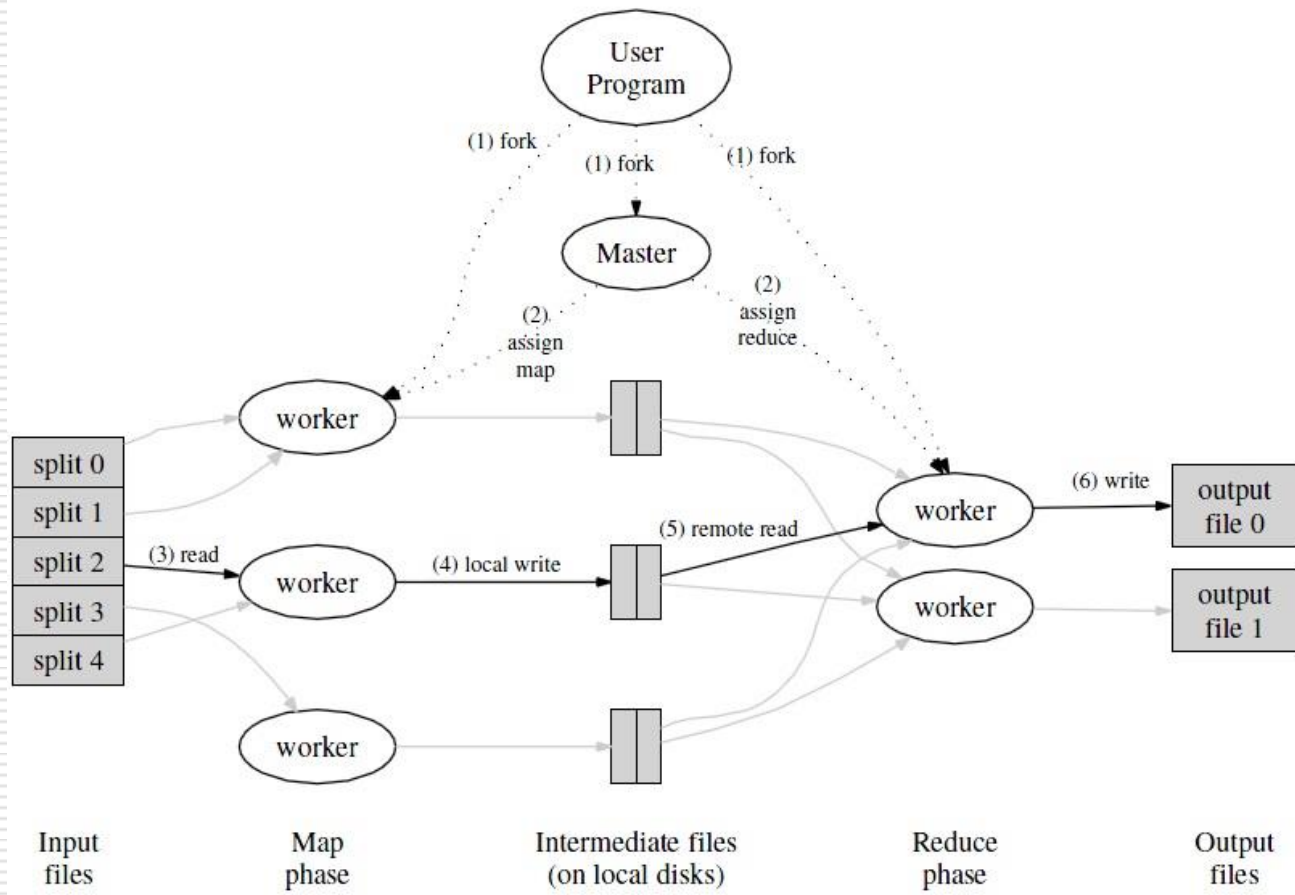 User
Program
(1) fork
(1) fork
(1) fork
Master
(2)
assign
map
(2)
assign
reduce
split 0
split 1
split 2
split 3
split 4
(3) read
worker
worker
worker
(4) local write
(5) remote read
worker
worker
(6) write
output
file 0
output
file 1
Input
files
Map
phase
Intermediate files
(on local disks)
Reduce
phase
Output
files